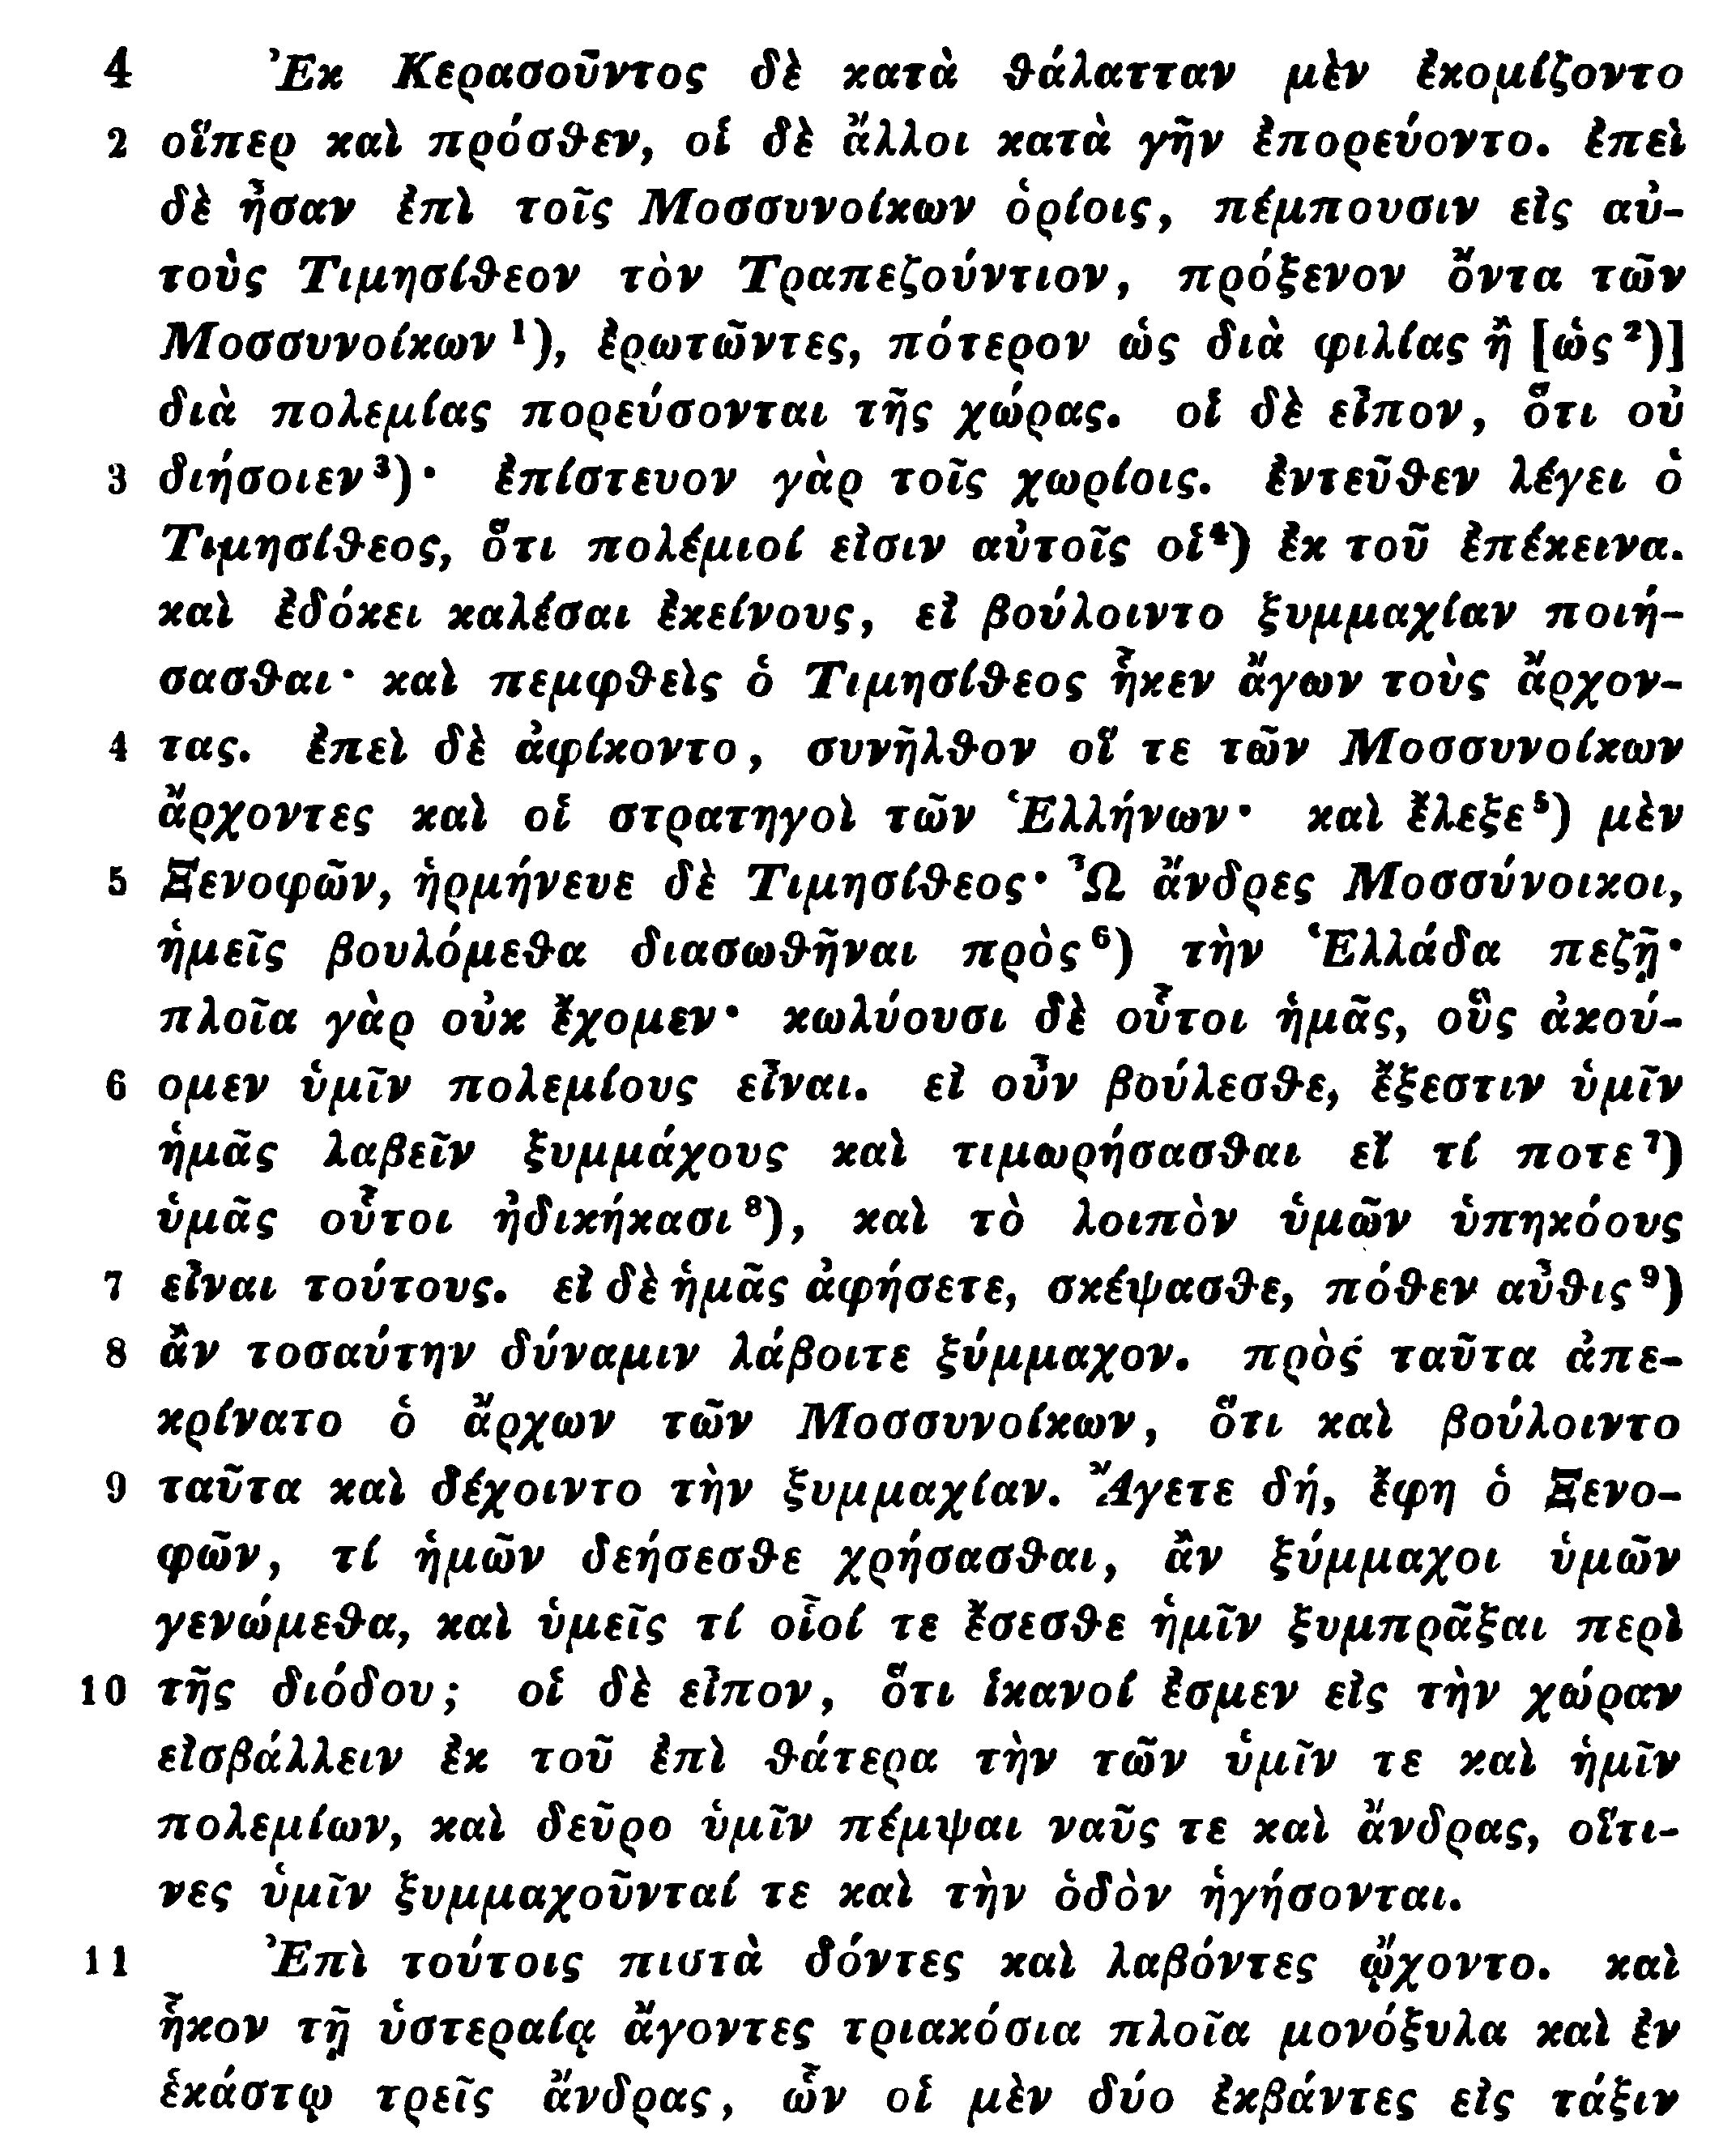 4 Ἐκ Κερασοῦντος δὲ κατὰ θάλατταν μὲν ἐκομίζοντο
2 οἵπερ καὶ πρόσθεν, οἱ δὲ ἄλλοι κατὰ γῆν ἐπορεύοντο. ἐπεὶ
δὲ ἦσαν ἐπὶ τοῖς Μοσσυνοίκων ὁρίοις, πέμπουσιν εἰς αὐ-
τοὺς Τιμησίθεον τὸν Τραπεζούντιον, πρόξενον ὄντα τῶν
Μοσσυνοίκων ¹), ἐρωτῶντες, πότερον ὡς διὰ φιλίας ἢ [ὡς ²)]
διὰ πολεμίας πορεύσονται τῆς χώρας. οἱ δὲ εἶπον, ὅτι οὐ
3 διήσοιεν ³)· ἐπίστευον γὰρ τοῖς χωρίοις. ἐντεῦθεν λέγει ὁ
Τιμησίθεος, ὅτι πολέμιοί εἰσιν αὐτοῖς οἱ ⁴) ἐκ τοῦ ἐπέκεινα.
καὶ ἐδόκει καλέσαι ἐκείνους, εἰ βούλοιντο ξυμμαχίαν ποιή-
σασθαι· καὶ πεμφθεὶς ὁ Τιμησίθεος ἧκεν ἄγων τοὺς ἄρχον-
4 τας. ἐπεὶ δὲ ἀφίκοντο, συνῆλθον οἵ τε τῶν Μοσσυνοίκων
ἄρχοντες καὶ οἱ στρατηγοὶ τῶν Ἑλλήνων· καὶ ἔλεξε ⁵) μὲν
5 Ξενοφῶν, ἡρμήνευε δὲ Τιμησίθεος· Ὦ ἄνδρες Μοσσύνοικοι,
ἡμεῖς βουλόμεθα διασωθῆναι πρὸς ⁶) τὴν Ἑλλάδα πεζῇ·
πλοῖα γὰρ οὐκ ἔχομεν· κωλύουσι δὲ οὗτοι ἡμᾶς, οὓς ἀκού-
6 ομεν ὑμῖν πολεμίους εἶναι. εἰ οὖν βούλεσθε, ἔξεστιν ὑμῖν
ἡμᾶς λαβεῖν ξυμμάχους καὶ τιμωρήσασθαι εἴ τί ποτε ⁷)
ὑμᾶς οὗτοι ἠδικήκασι ⁸), καὶ τὸ λοιπὸν ὑμῶν ὑπηκόους
7 εἶναι τούτους. εἰ δὲ ἡμᾶς ἀφήσετε, σκέψασθε, πόθεν αὖθις ⁹)
8 ἂν τοσαύτην δύναμιν λάβοιτε ξύμμαχον. πρὸς ταῦτα ἀπε-
κρίνατο ὁ ἄρχων τῶν Μοσσυνοίκων, ὅτι καὶ βούλοιντο
9 ταῦτα καὶ δέχοιντο τὴν ξυμμαχίαν. Ἄγετε δή, ἔφη ὁ Ξενο-
φῶν, τί ἡμῶν δεήσεσθε χρήσασθαι, ἂν ξύμμαχοι ὑμῶν
γενώμεθα, καὶ ὑμεῖς τί οἷοί τε ἔσεσθε ἡμῖν ξυμπρᾶξαι περὶ
10 τῆς διόδου; οἱ δὲ εἶπον, ὅτι ἱκανοί ἐσμεν εἰς τὴν χώραν
εἰσβάλλειν ἐκ τοῦ ἐπὶ θάτερα τὴν τῶν ὑμῖν τε καὶ ἡμῖν
πολεμίων, καὶ δεῦρο ὑμῖν πέμψαι ναῦς τε καὶ ἄνδρας, οἵτι-
νες ὑμῖν ξυμμαχοῦνταί τε καὶ τὴν ὁδὸν ἡγήσονται.
11 Ἐπὶ τούτοις πιστὰ δόντες καὶ λαβόντες ᾤχοντο. καὶ
ἧκον τῇ ὑστεραίᾳ ἄγοντες τριακόσια πλοῖα μονόξυλα καὶ ἐν
ἑκάστῳ τρεῖς ἄνδρας, ὧν οἱ μὲν δύο ἐκβάντες εἰς τάξιν